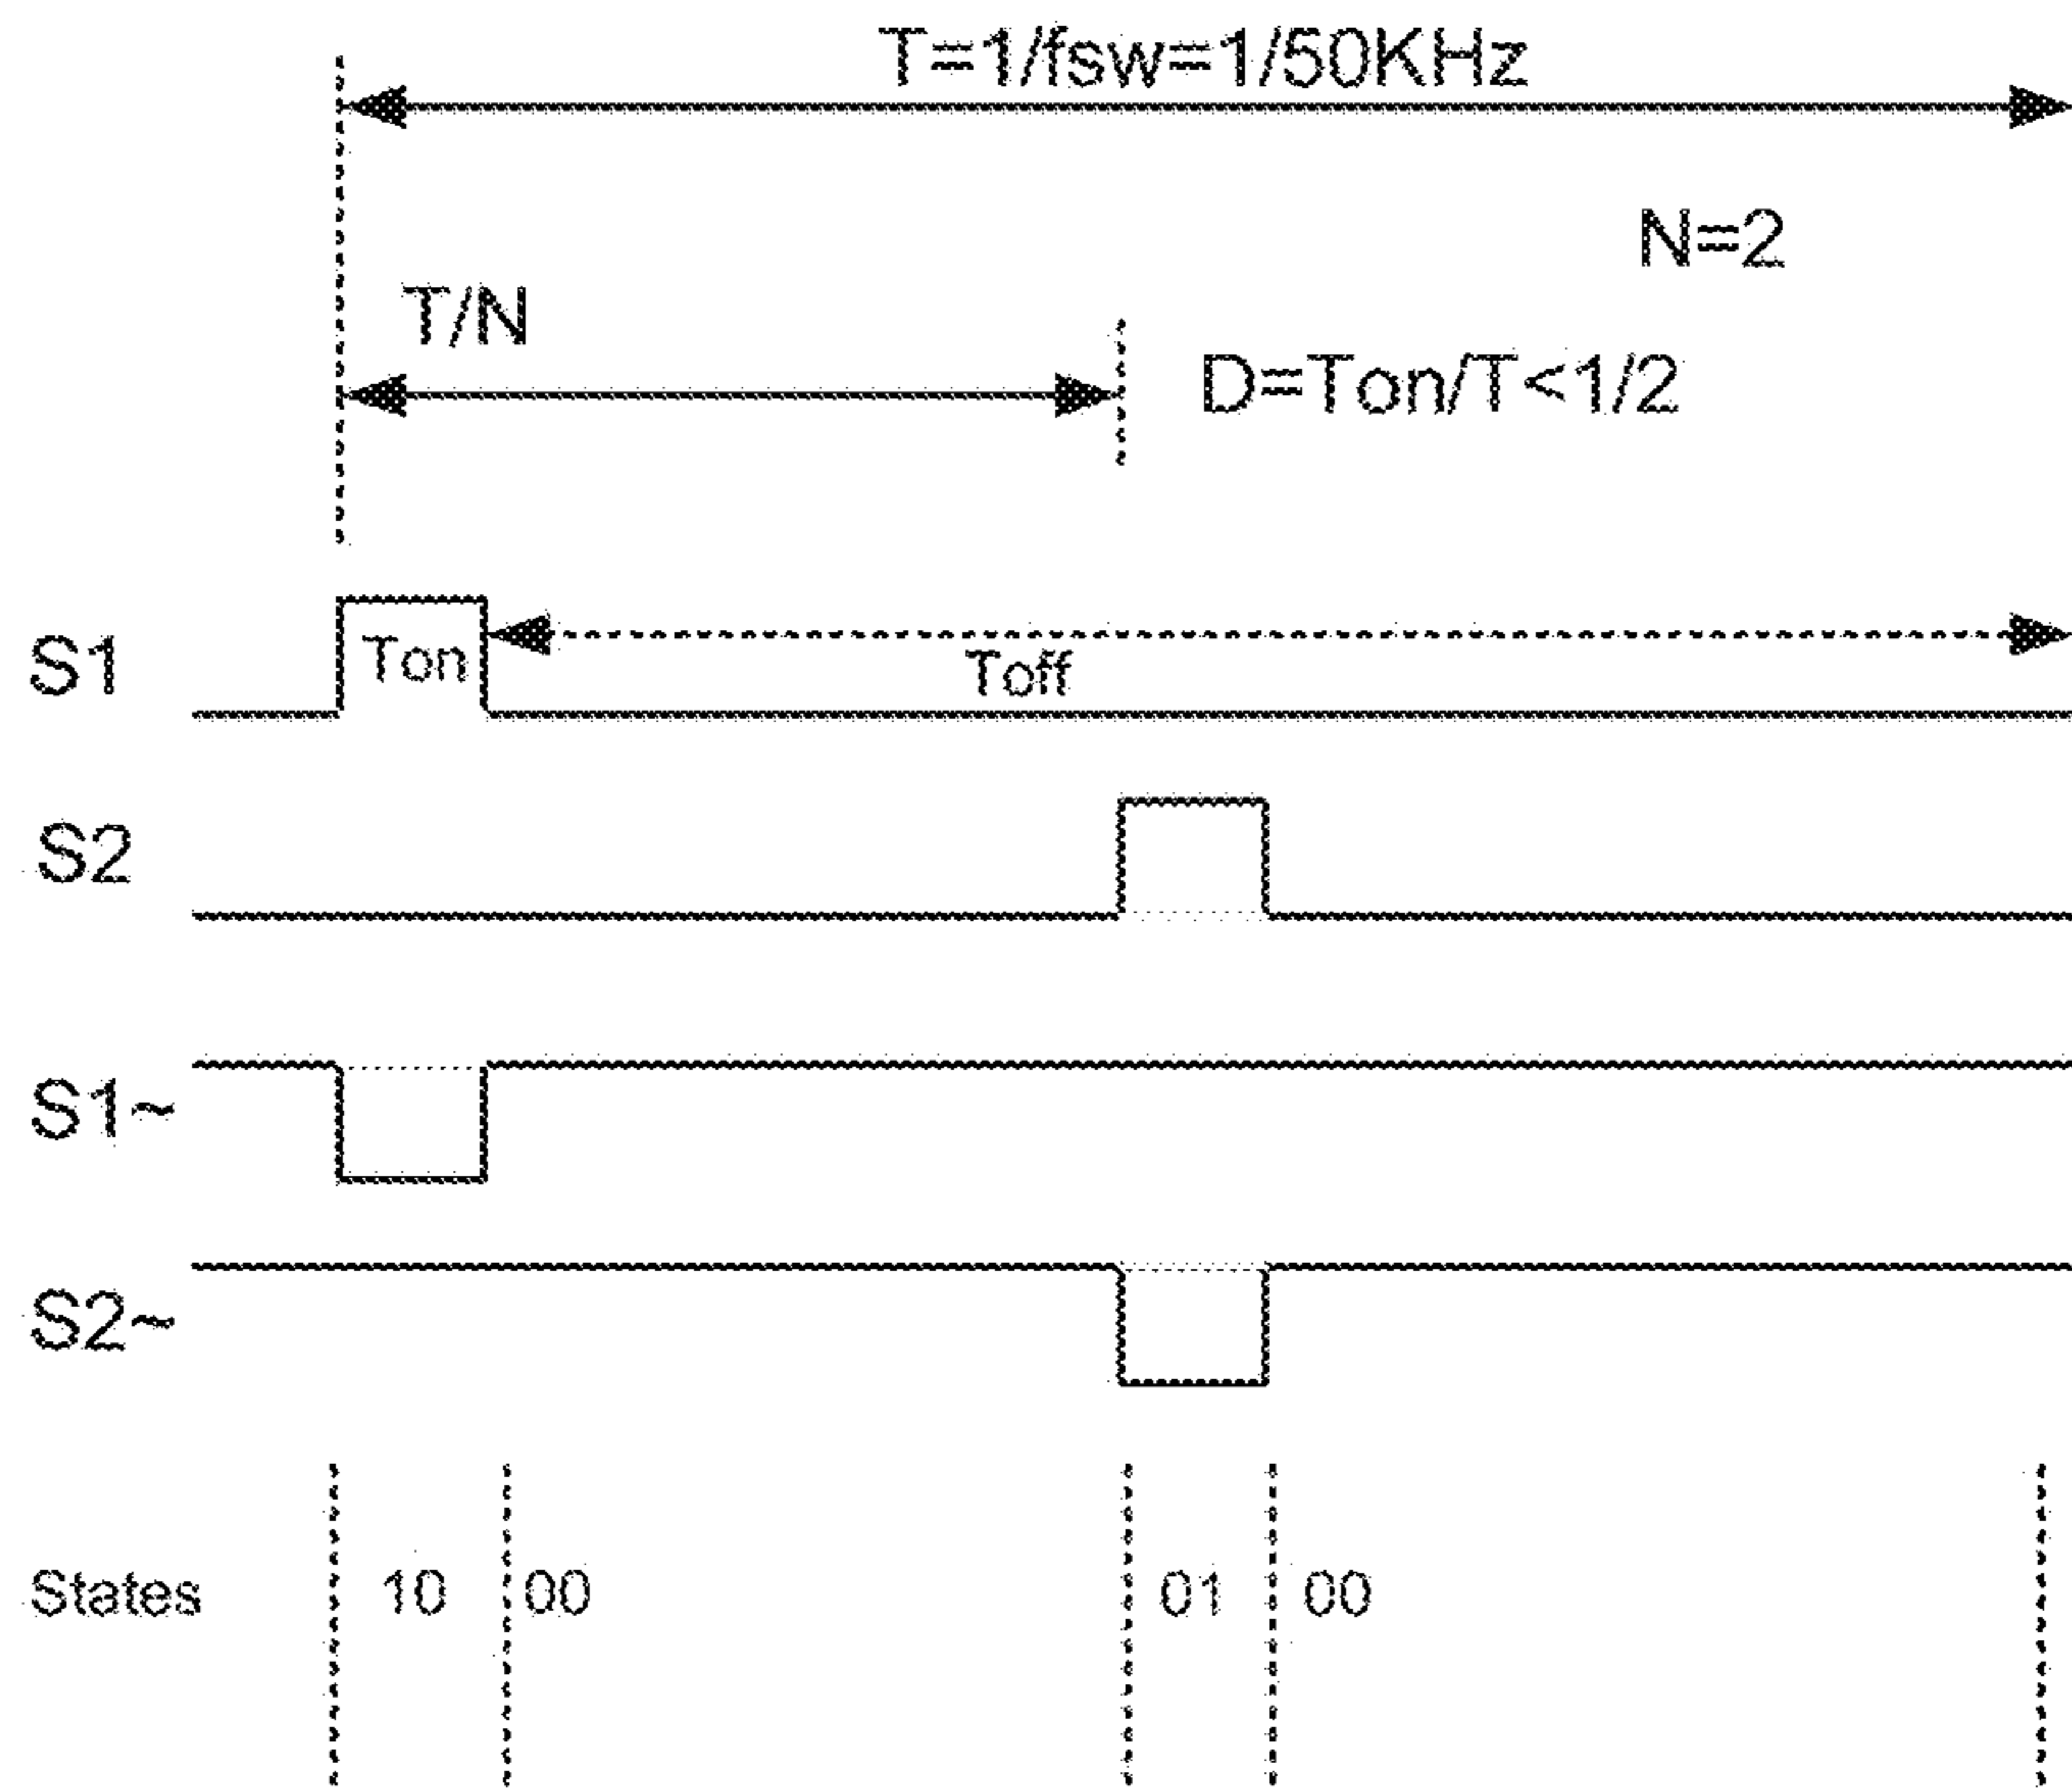 T=1/fsw=1/50KHz
N=2
T/N
D=Ton/T<1/2
S1
Ton
Toff
S2
S1~
S2~
States 10 00 01 00